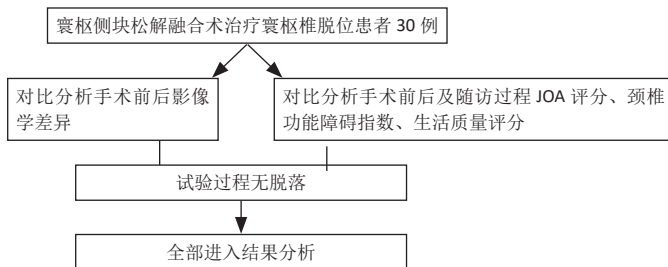 寰枢侧块松解融合术治疗寰枢椎脱位患者 30 例
对比分析手术前后影像
学差异
对比分析手术前后及随访过程 JOA 评分、颈椎
功能障碍指数、生活质量评分
试验过程无脱落
全部进入结果分析